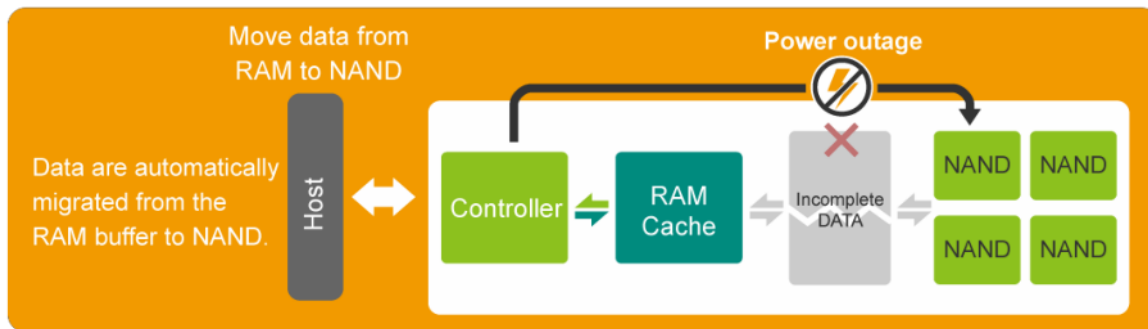 Move data from
RAM to NAND
Power outage
Data are automatically
migrated from the
RAM buffer to NAND.
Host
Controller
RAM
Cache
Incomplete
DATA
NAND
NAND
NAND
NAND